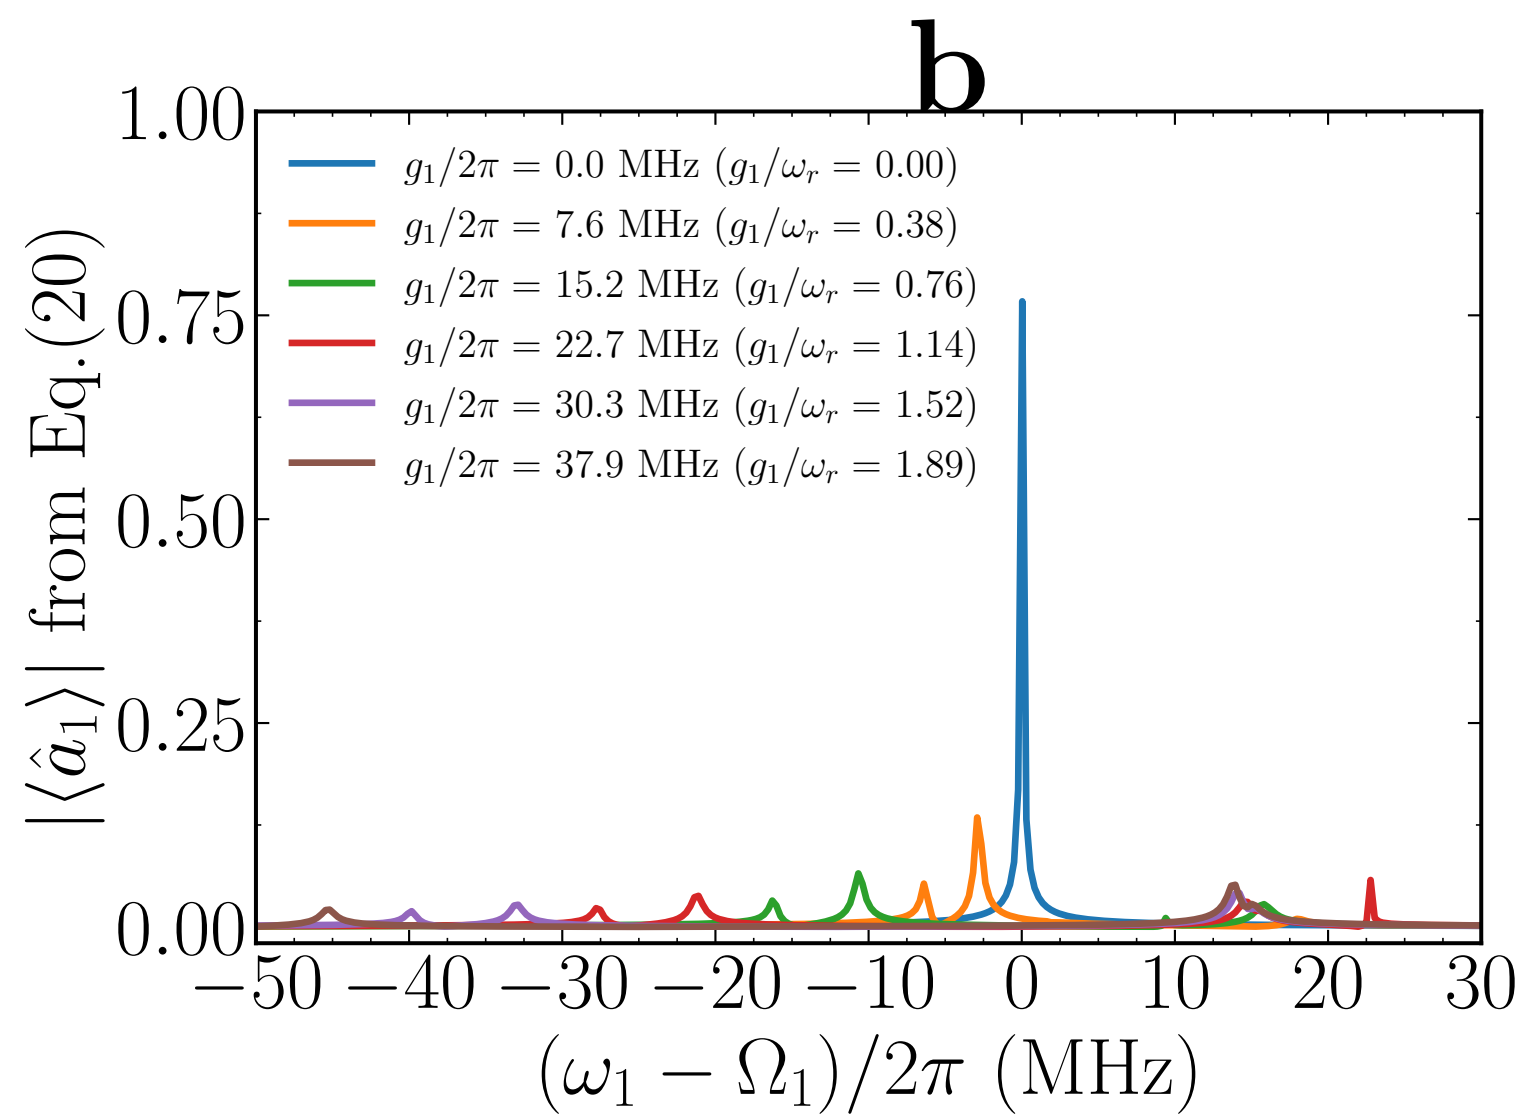 b
1.00
0.75
0.50
0.25
0.00
|⟨â₁⟩| from Eq.(20)
g₁/2π = 0.0 MHz (g₁/ωᵣ = 0.00)
g₁/2π = 7.6 MHz (g₁/ωᵣ = 0.38)
g₁/2π = 15.2 MHz (g₁/ωᵣ = 0.76)
g₁/2π = 22.7 MHz (g₁/ωᵣ = 1.14)
g₁/2π = 30.3 MHz (g₁/ωᵣ = 1.52)
g₁/2π = 37.9 MHz (g₁/ωᵣ = 1.89)
−50 −40 −30 −20 −10 0 10 20 30
(ω₁ − Ω₁)/2π (MHz)